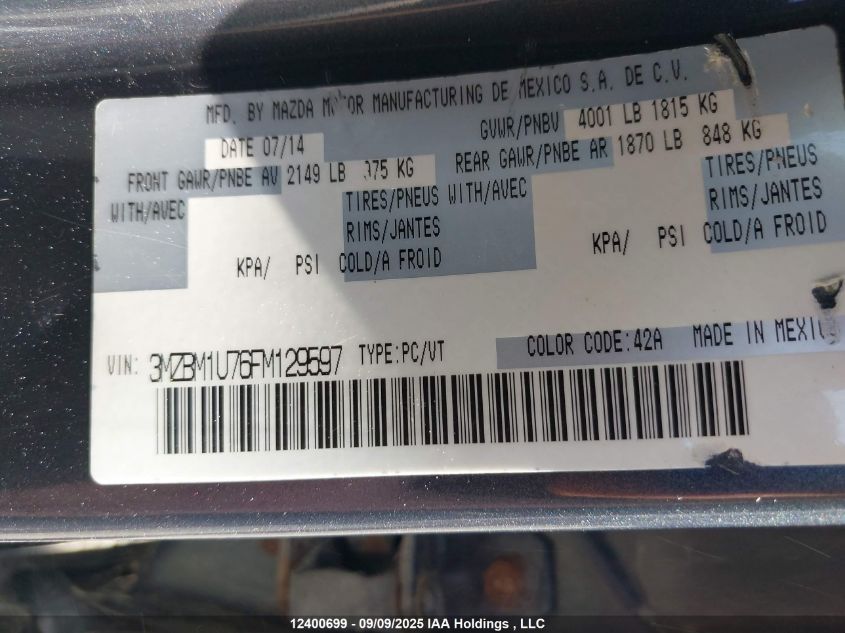 MFD. BY MAZDA MOTOR MANUFACTURING DE MEXICO S.A. DE C.V.
DATE 07/14 GVWR/PNBV 4001 LB 1815 KG
FRONT GAWR/PNBE AV 2149 LB 975 KG REAR GAWR/PNBE AR 1870 LB 848 KG
WITH/AVEC TIRES/PNEUS WITH/AVEC TIRES/PNEUS
RIMS/JANTES RIMS/JANTES
KPA/ PSI COLD/A FROID KPA/ PSI COLD/A FROID
VIN: 3MZBM1U76FM129597 TYPE:PC/VT COLOR CODE:42A MADE IN MEXICO
12400699 - 09/09/2025 IAA Holdings , LLC